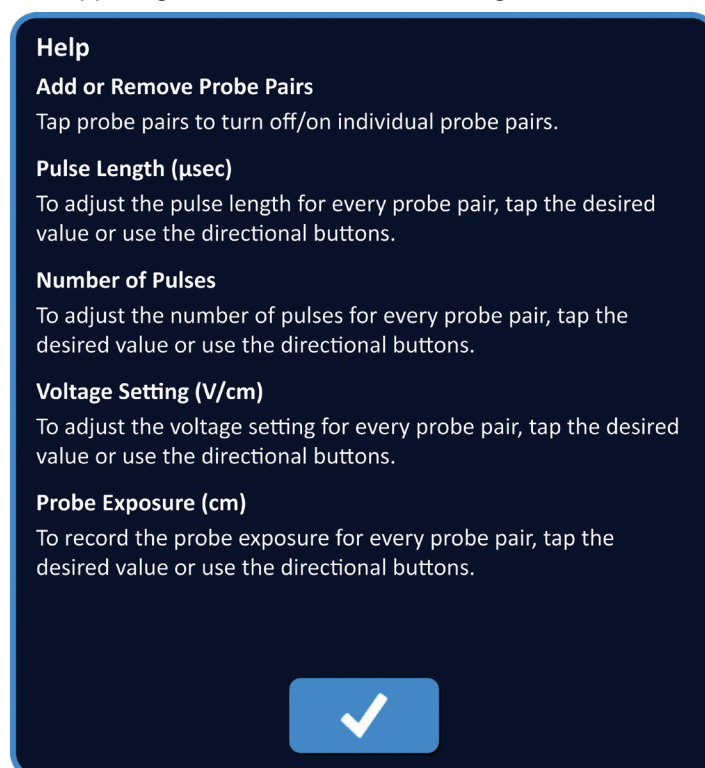 Help
Add or Remove Probe Pairs
Tap probe pairs to turn off/on individual probe pairs.
Pulse Length (µsec)
To adjust the pulse length for every probe pair, tap the desired
value or use the directional buttons.
Number of Pulses
To adjust the number of pulses for every probe pair, tap the
desired value or use the directional buttons.
Voltage Setting (V/cm)
To adjust the voltage setting for every probe pair, tap the desired
value or use the directional buttons.
Probe Exposure (cm)
To record the probe exposure for every probe pair, tap the
desired value or use the directional buttons.